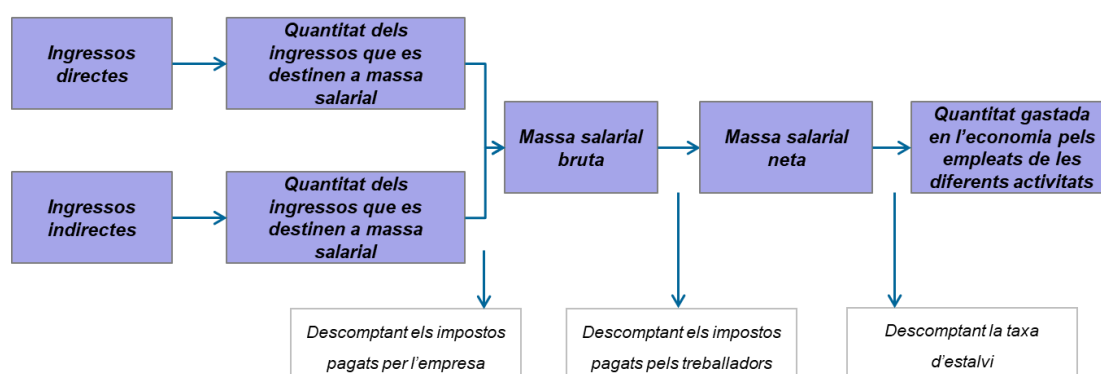 Ingressos
directes
Quantitat dels
ingressos que es
destinen a massa
salarial
Massa salarial
bruta
Massa salarial
neta
Quantitat gastada
en l'economia pels
empleats de les
diferents activitats
Ingressos
indirectes
Quantitat dels
ingressos que es
destinen a massa
salarial
Descomptant els impostos
pagats per l'empresa
Descomptant els impostos
pagats pels treballadors
Descomptant la taxa
d'estalvi